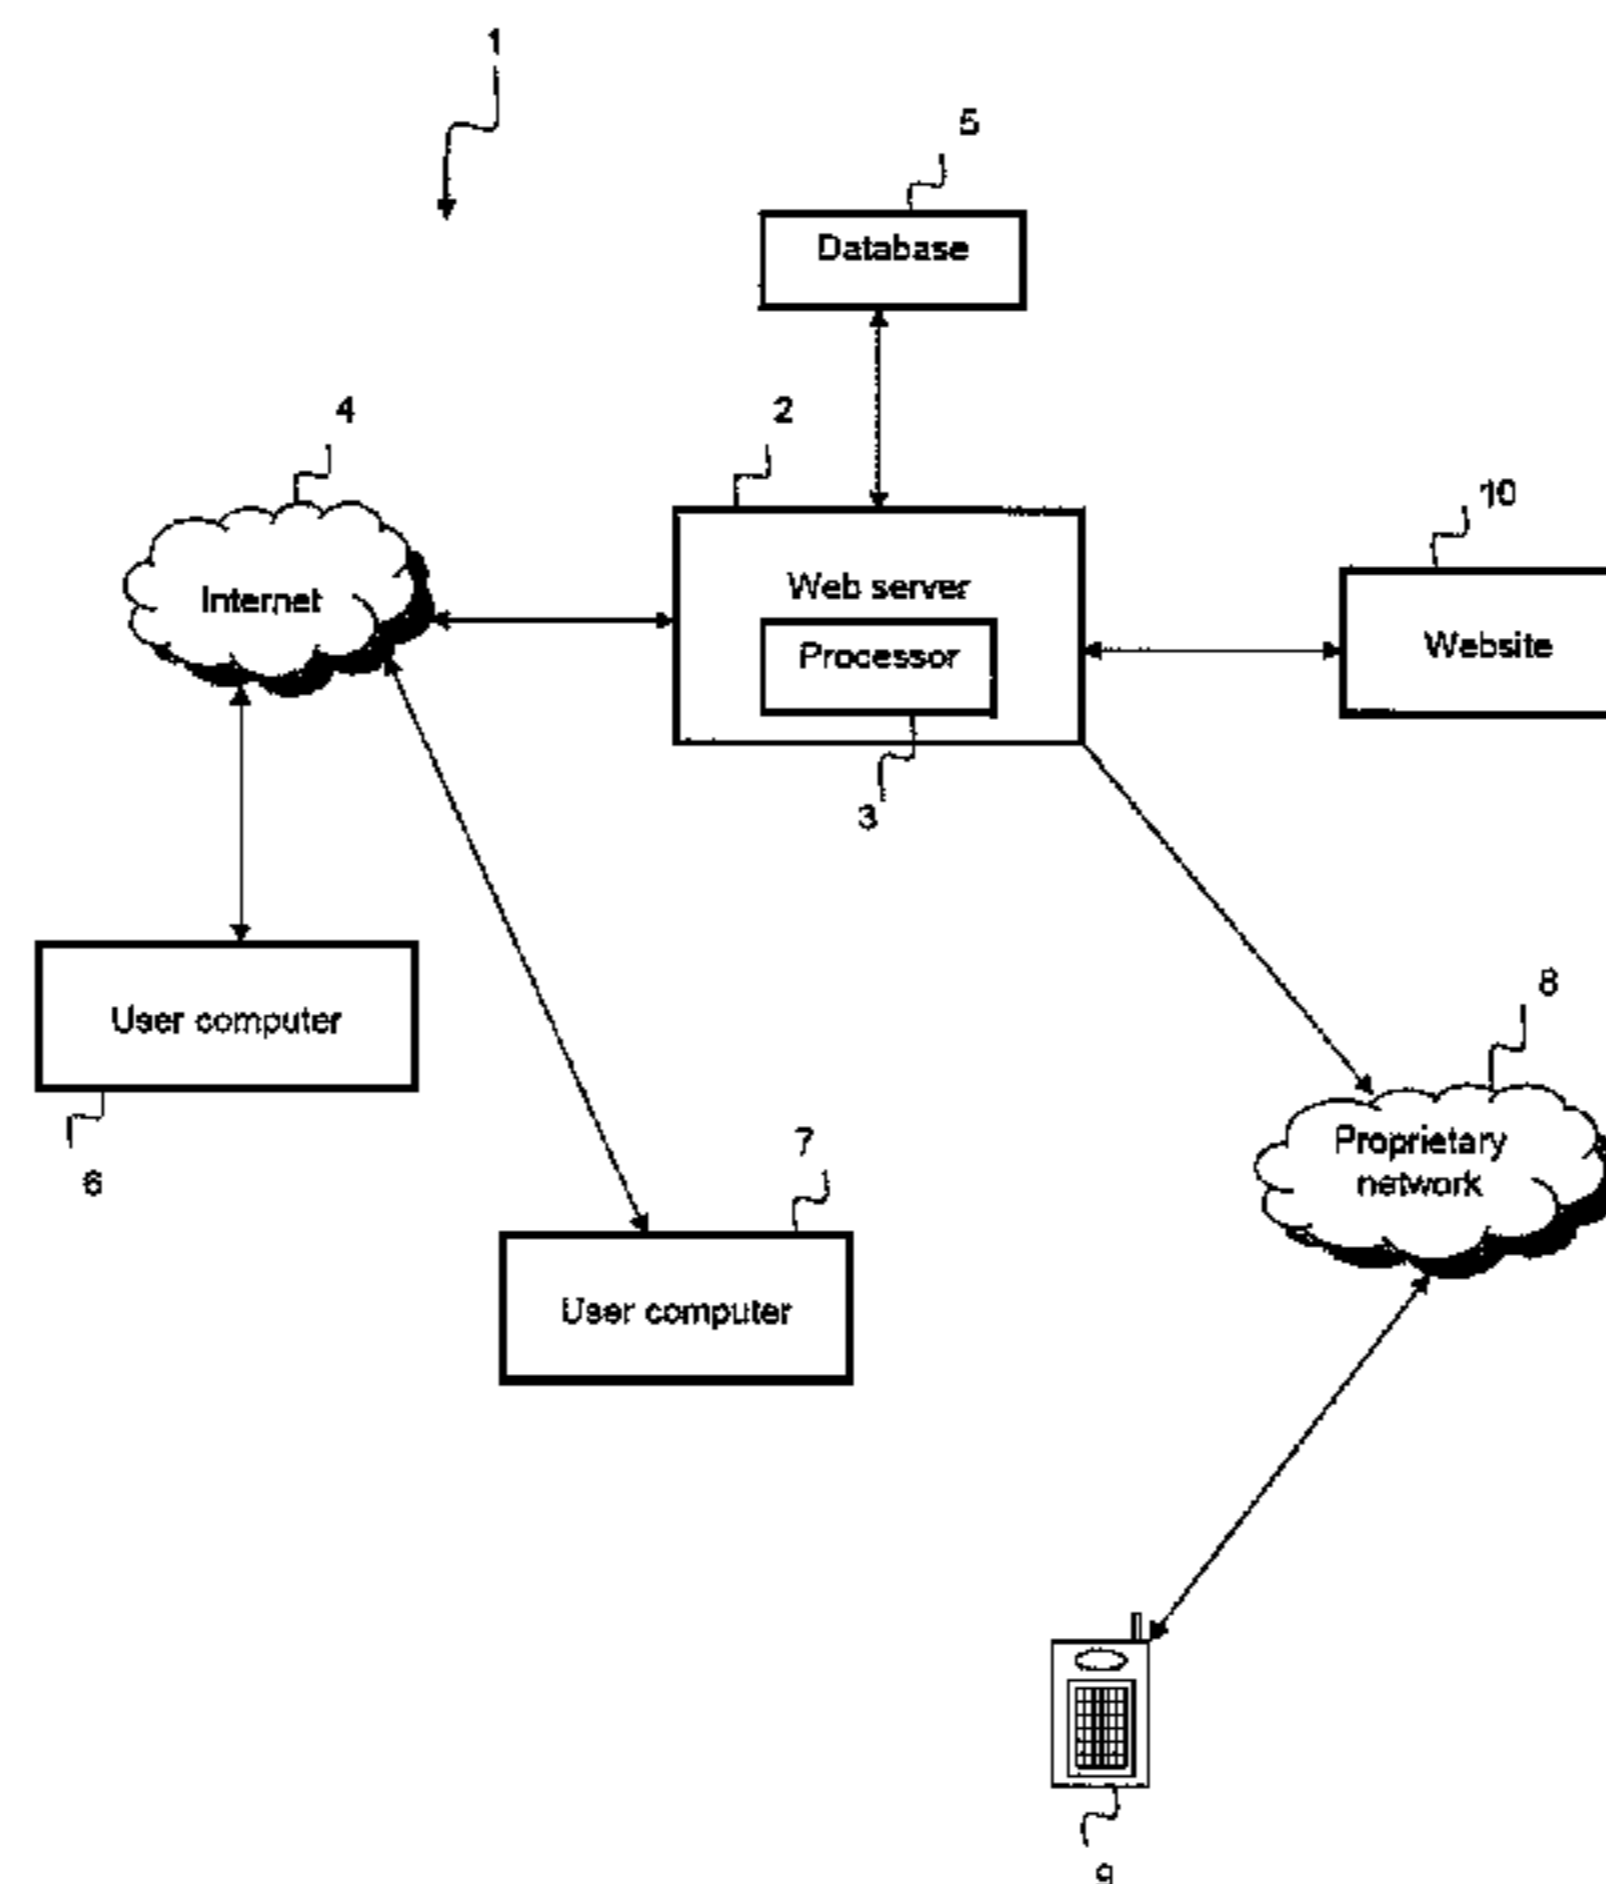 1
5
Database
4
2
10
Internet
Web server
Website
Processor
3
8
User computer
Proprietary
network
7
6
User computer
9